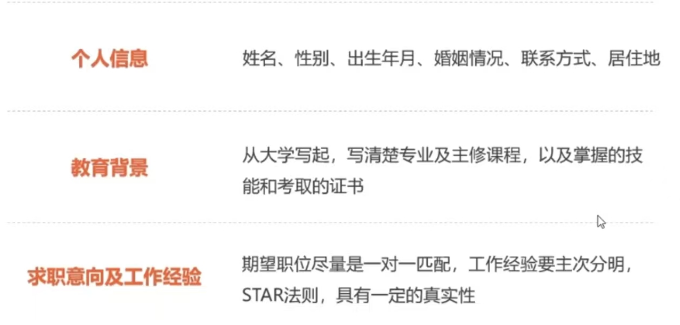 个人信息
姓名、性别、出生年月、婚姻情况、联系方式、居住地
教育背景
从大学写起，写清楚专业及主修课程，以及掌握的技
能和考取的证书
求职意向及工作经验
期望职位尽量是一对一匹配，工作经验要主次分明，
STAR法则，具有一定的真实性